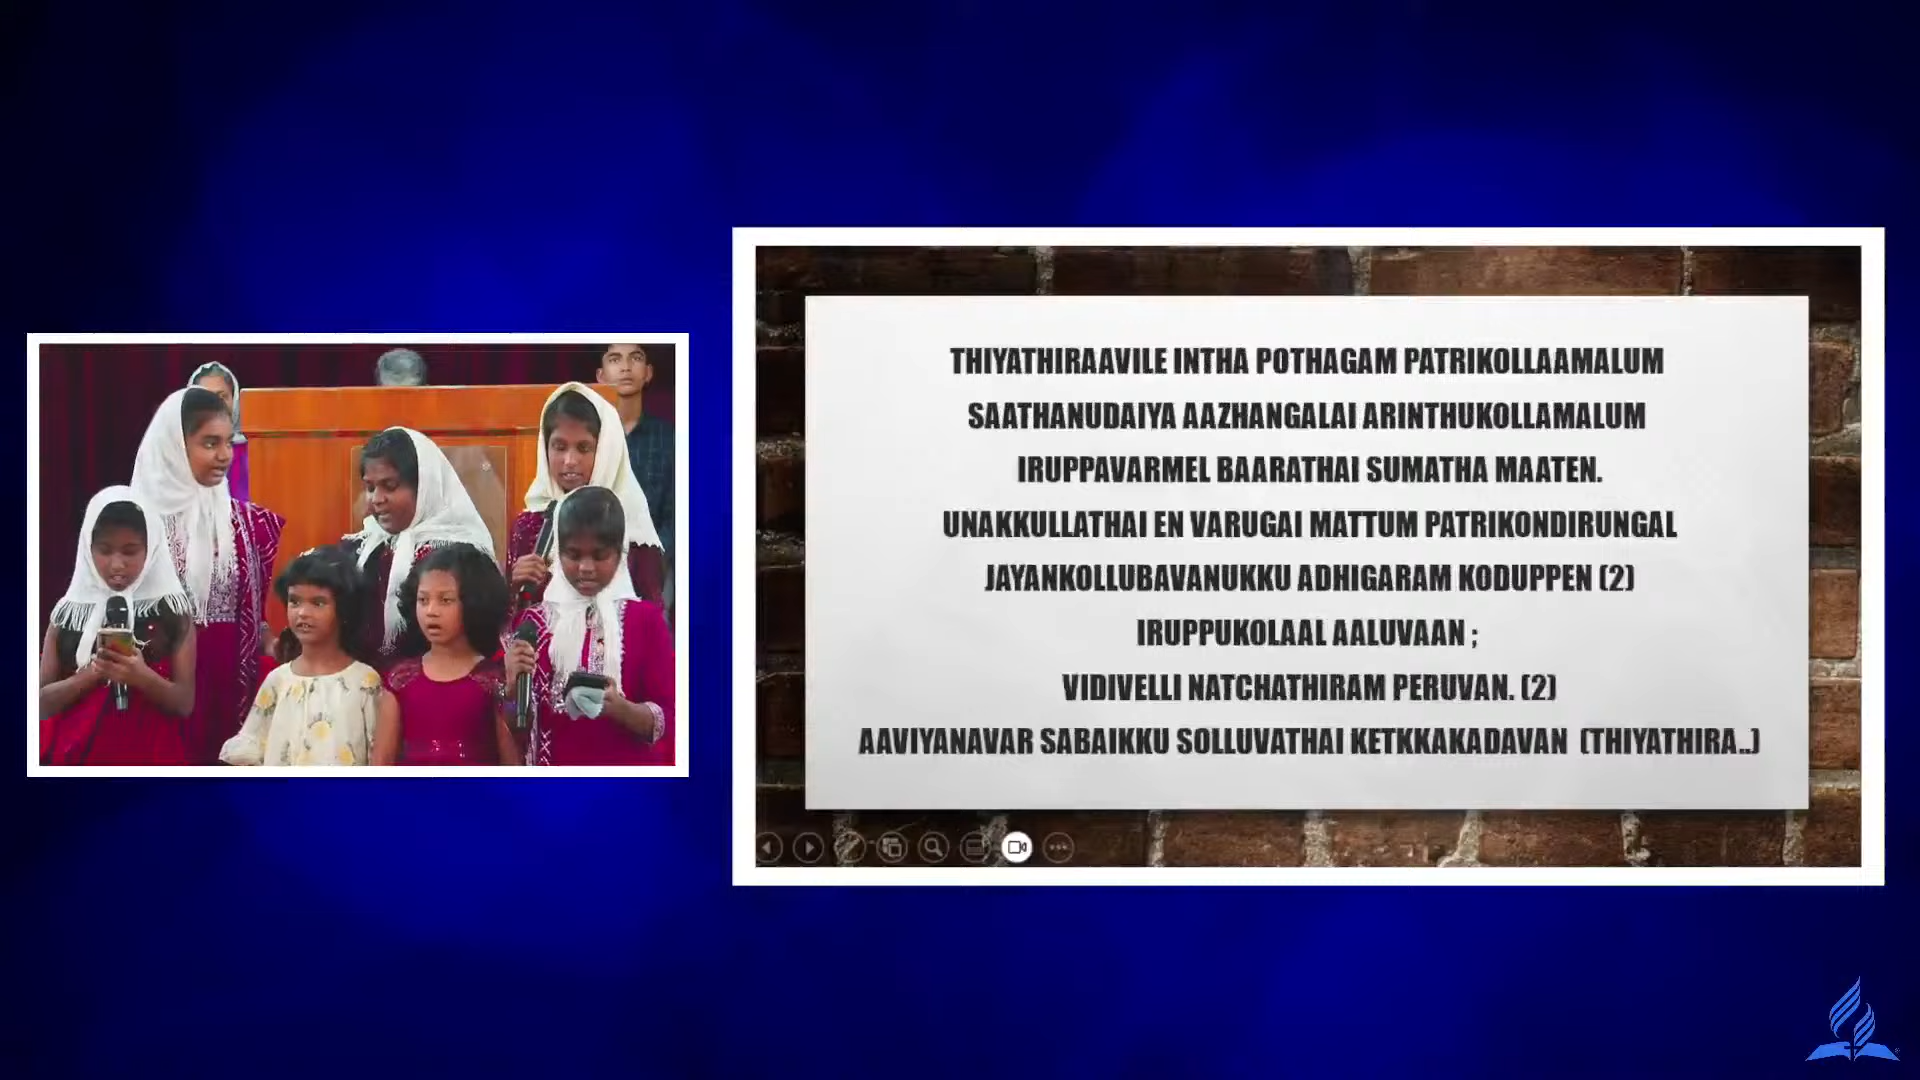 THIYATHIRAAVILE INTHA POTHAGAM PATRIKOLLAAMALUM
SAATHANUDAIYA AAZHANGALAI ARINTHUKOLLAMALUM
IRUPPAVARMEL BAARATHAI SUMATHA MAATEN.
UNAKKULLATHAI EN VARUGAI MATTUM PATRIKONDIRUNGAL
JAYANKOLLUBAVANUKKU ADHIGARAM KODUPPEN (2)
IRUPPUKOLAAL AALUVAAN ;
VIDIVELLI NATCHATHIRAM PERUVAN. (2)
AAVIYANAVAR SABAIKKU SOLLUVATHAI KETKKAKADAVAN (THIYATHIRA..)